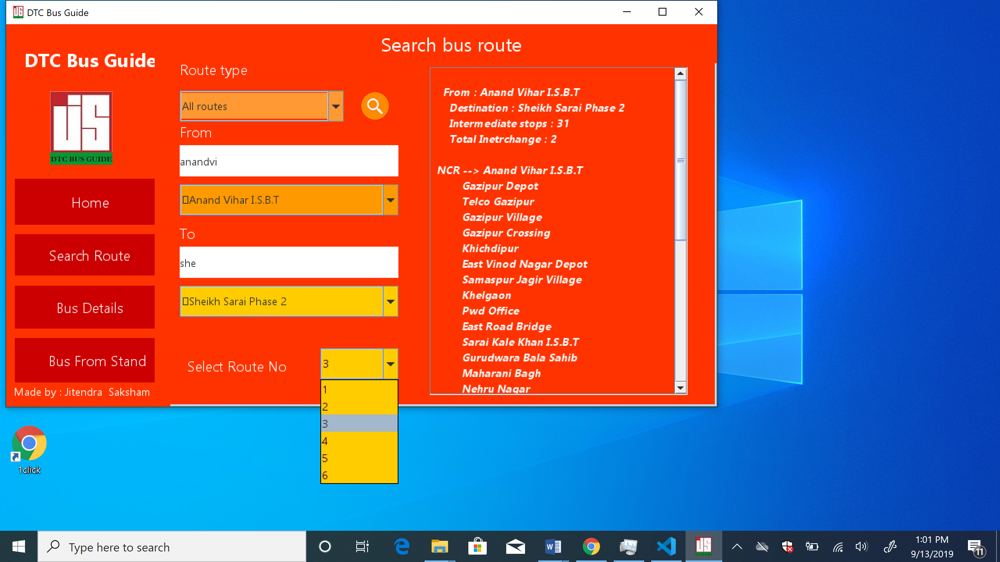 DTC Bus Guide
Search bus route
DTC Bus Guide
DTC BUS GUIDE
Home
Search Route
Bus Details
Bus From Stand
Made by : Jitendra  Saksham
Route type
All routes
From
anandvi
Anand Vihar I.S.B.T
To
she
Sheikh Sarai Phase 2
Select Route No
3
1
2
3
4
5
6
From : Anand Vihar I.S.B.T
Destination : Sheikh Sarai Phase 2
Intermediate stops : 31
Total Inetrchange : 2
NCR --> Anand Vihar I.S.B.T
Gazipur Depot
Telco Gazipur
Gazipur Village
Gazipur Crossing
Khichdipur
East Vinod Nagar Depot
Samaspur Jagir Village
Khelgaon
Pwd Office
East Road Bridge
Sarai Kale Khan I.S.B.T
Gurudwara Bala Sahib
Maharani Bagh
Nehru Nagar
1click
Type here to search
1:01 PM
9/13/2019
11